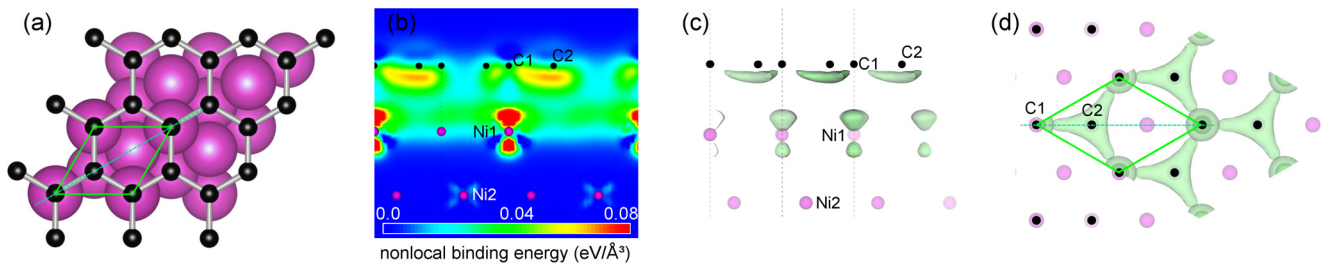 (a)
(b)
C1
C2
Ni1
Ni2
0.0
0.04
0.08
nonlocal binding energy (eV/Å³)
(c)
C2
C1
Ni1
Ni2
(d)
C1
C2